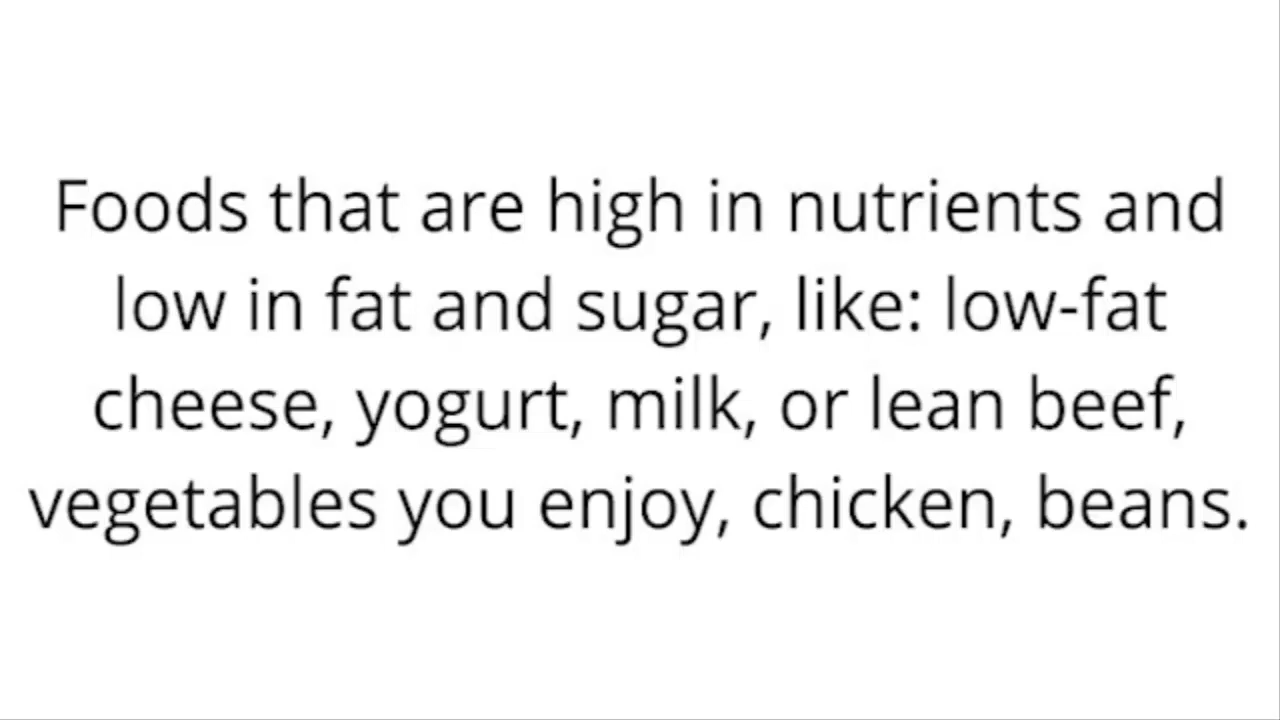 Foods that are high in nutrients and
low in fat and sugar, like: low-fat
cheese, yogurt, milk, or lean beef,
vegetables you enjoy, chicken, beans.